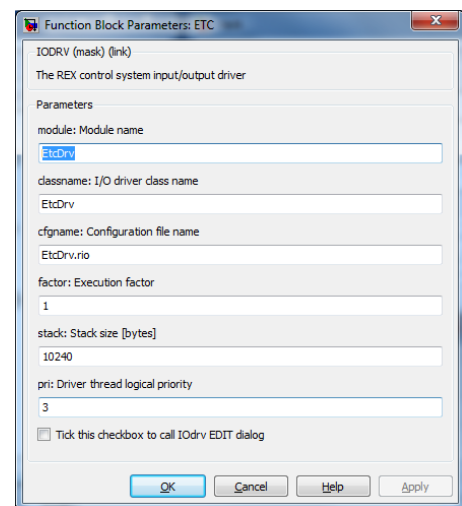 Function Block Parameters: ETC
IODRV (mask) (link)
The REX control system input/output driver
Parameters
module: Module name
EtcDrv
classname: I/O driver class name
EtcDrv
cfgname: Configuration file name
EtcDrv.rio
factor: Execution factor
1
stack: Stack size [bytes]
10240
pri: Driver thread logical priority
3
Tick this checkbox to call IOdrv EDIT dialog
OK Cancel Help Apply